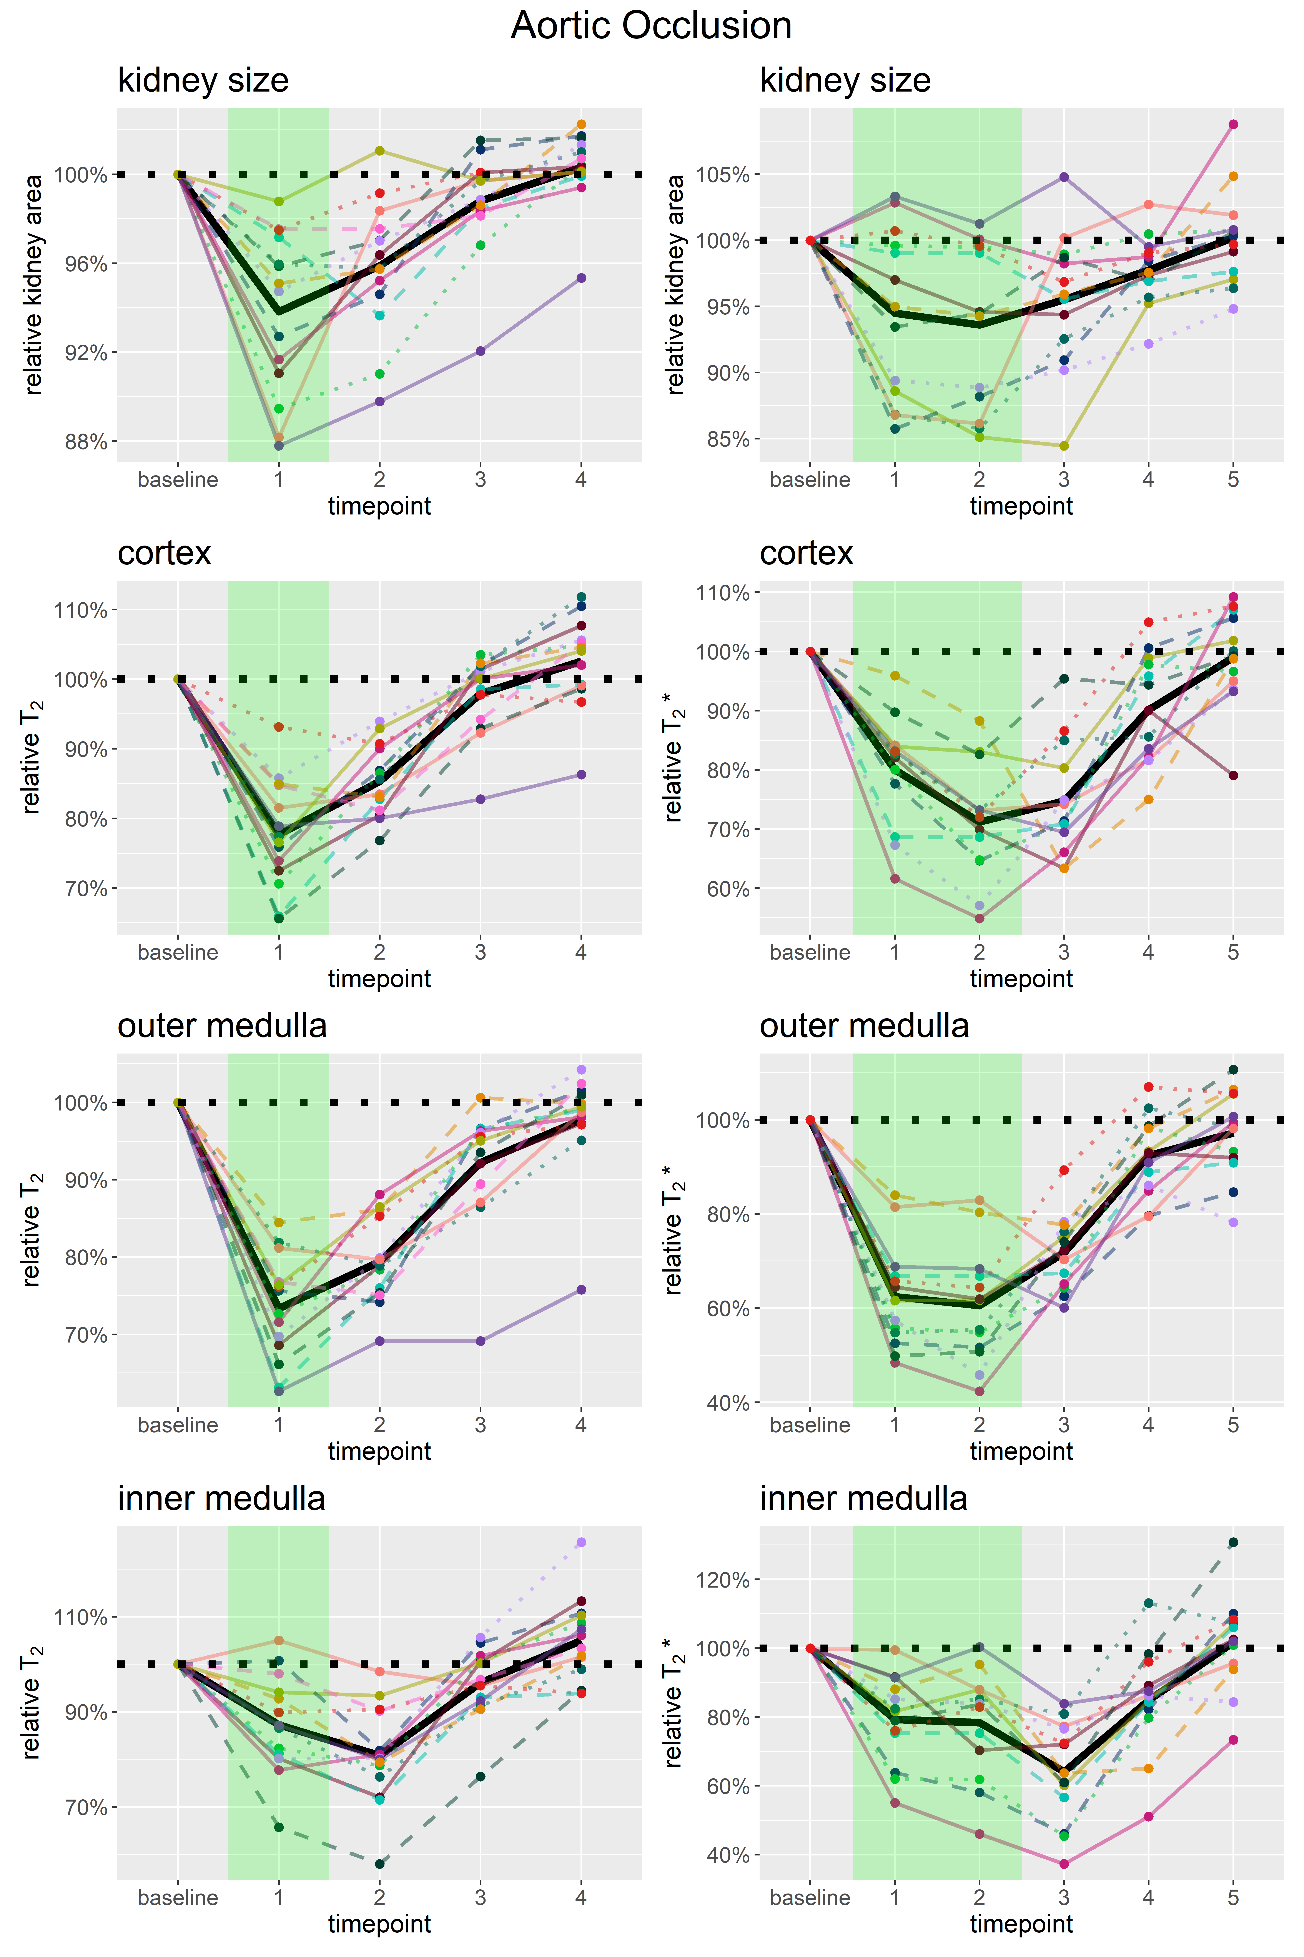 Aortic Occlusion
kidney size
relative kidney area
100%
96%
92%
88%
baseline 1 2 3 4
timepoint
kidney size
relative kidney area
105%
100%
95%
90%
85%
baseline 1 2 3 4 5
timepoint
cortex
relative T2
110%
100%
90%
80%
70%
baseline 1 2 3 4
timepoint
cortex
relative T2 *
110%
100%
90%
80%
70%
60%
baseline 1 2 3 4 5
timepoint
outer medulla
relative T2
100%
90%
80%
70%
baseline 1 2 3 4
timepoint
outer medulla
relative T2 *
100%
80%
60%
40%
baseline 1 2 3 4 5
timepoint
inner medulla
relative T2
110%
90%
70%
baseline 1 2 3 4
timepoint
inner medulla
relative T2 *
120%
100%
80%
60%
40%
baseline 1 2 3 4 5
timepoint